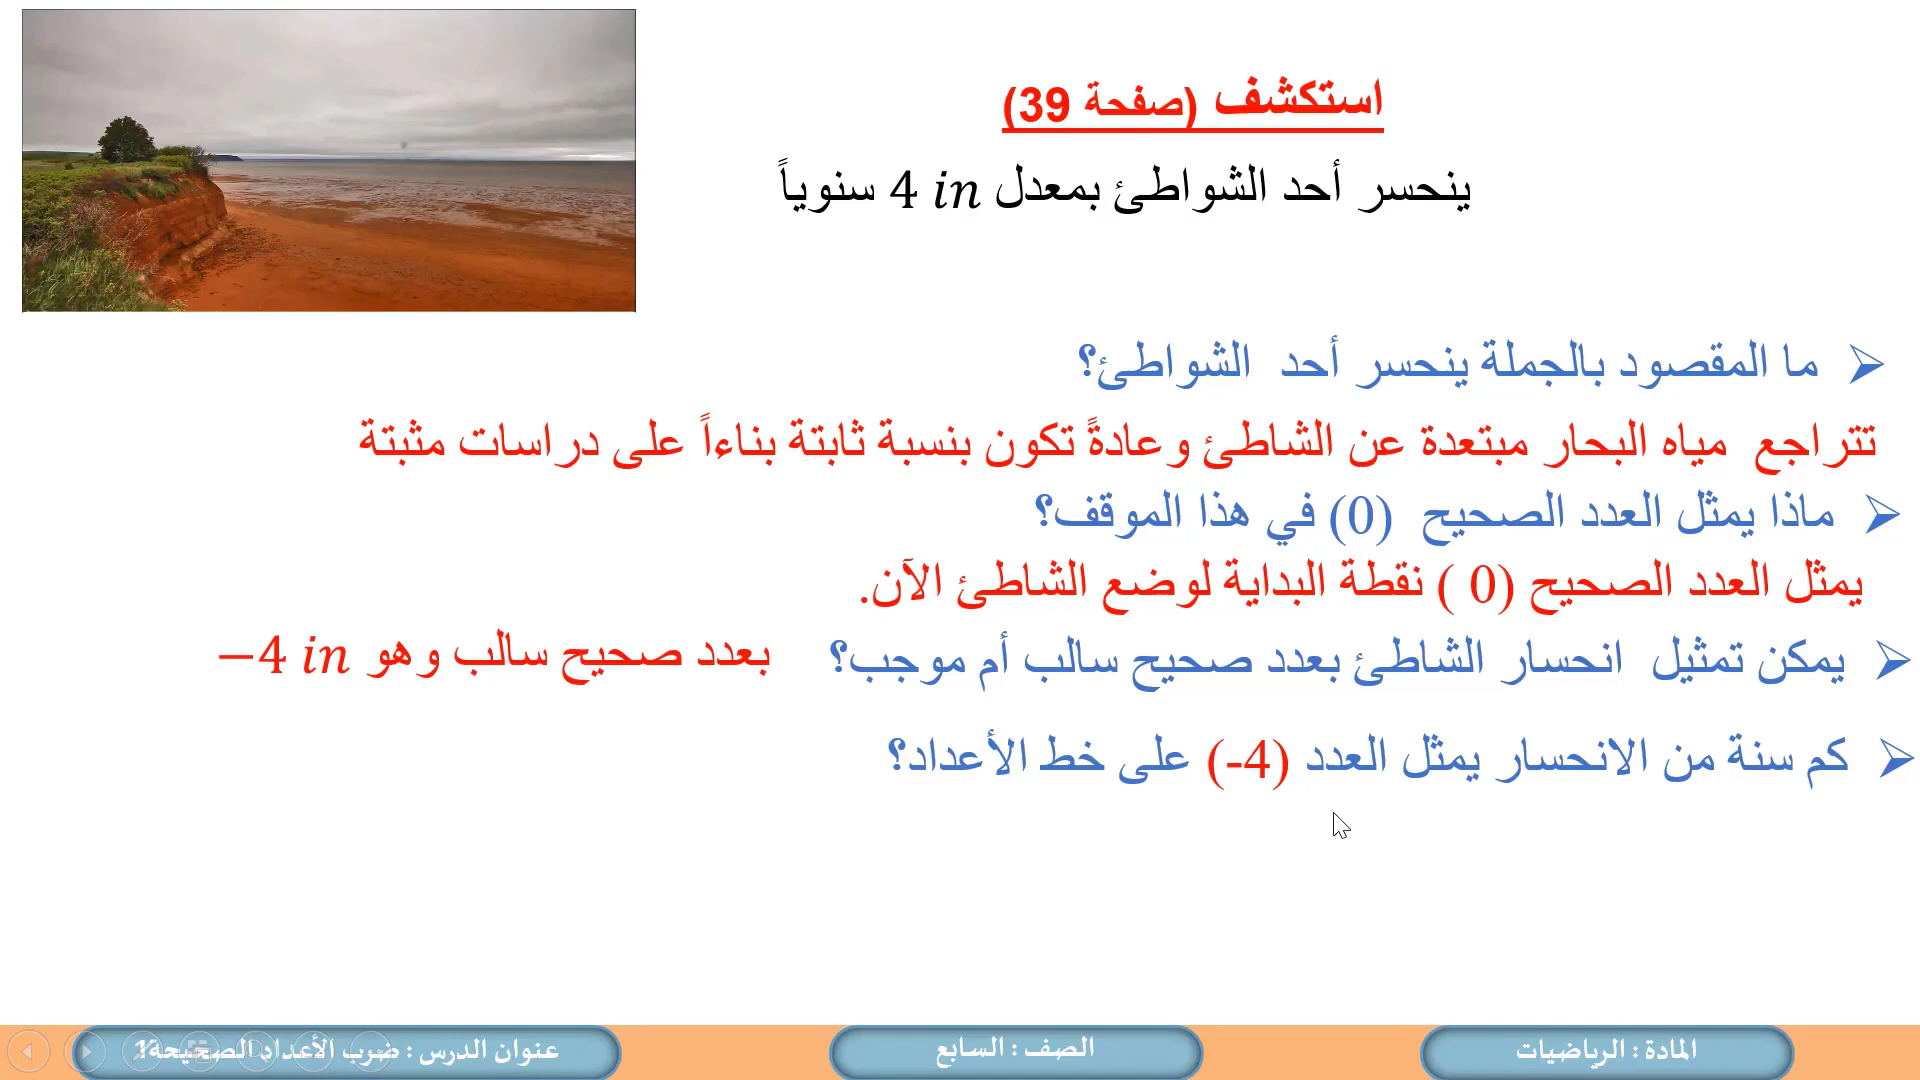 استكشف (صفحة 39)
ينحسر أحد الشواطئ بمعدل 4 in سنوياً
ما المقصود بالجملة ينحسر أحد الشواطئ؟
تتراجع مياه البحار مبتعدة عن الشاطئ وعادةً تكون بنسبة ثابتة بناءاً على دراسات مثبتة
ماذا يمثل العدد الصحيح (0) في هذا الموقف؟
يمثل العدد الصحيح (0 ) نقطة البداية لوضع الشاطئ الآن.
يمكن تمثيل انحسار الشاطئ بعدد صحيح سالب أم موجب؟ بعدد صحيح سالب وهو −4 in
كم سنة من الانحسار يمثل العدد (4-) على خط الأعداد؟
المادة : الرياضيات
الصف : السابع
عنوان الدرس : ضرب الأعداد الصحيحة